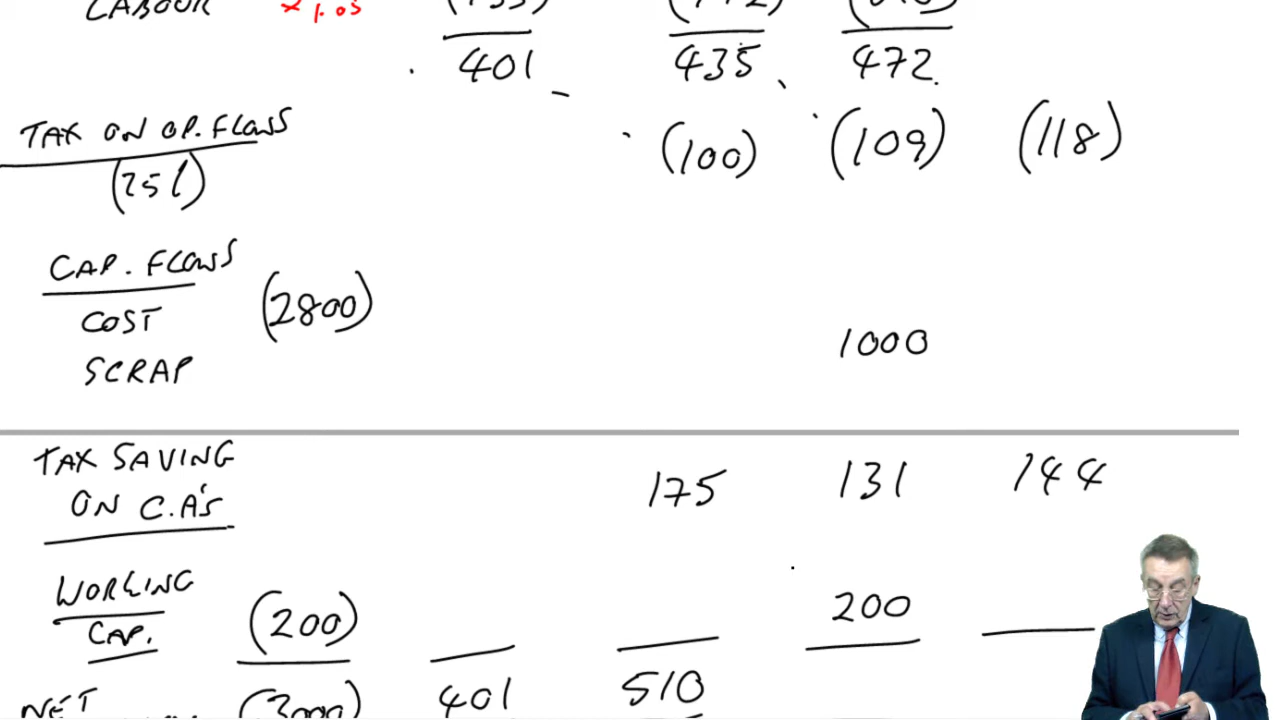 LABOUR × 1.05
401 435 472
TAX ON OP. FLOWS (100) (109) (118)
(25%)
CAP. FLOWS
COST (2800)
SCRAP 1000
TAX SAVING
ON C.A's 175 131 144
WORKING
CAP. (200) 200
NET (3000) 401 510